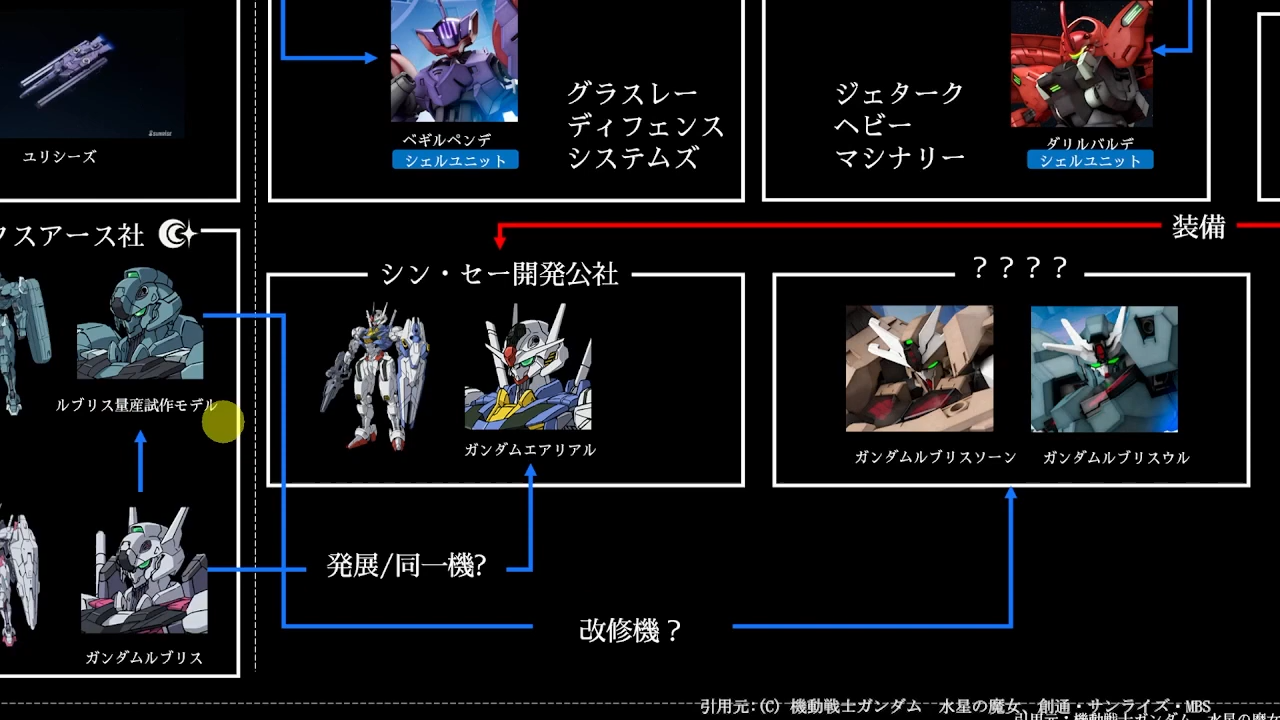 ユリシーズ
ベギルペンデ
シェルユニット
グラスレー
ディフェンス
システムズ
ジェターク
ヘビー
マシナリー
ダリルバルデ
シェルユニット
装備
クスアース社
シン・セー開発公社
????
ルブリス量産試作モデル
ガンダムエアリアル
ガンダムルブリスソーン
ガンダムルブリスウル
発展/同一機?
改修機?
ガンダムルブリス
引用元:(C) 機動戦士ガンダム 水星の魔女、創通・サンライズ・MBS